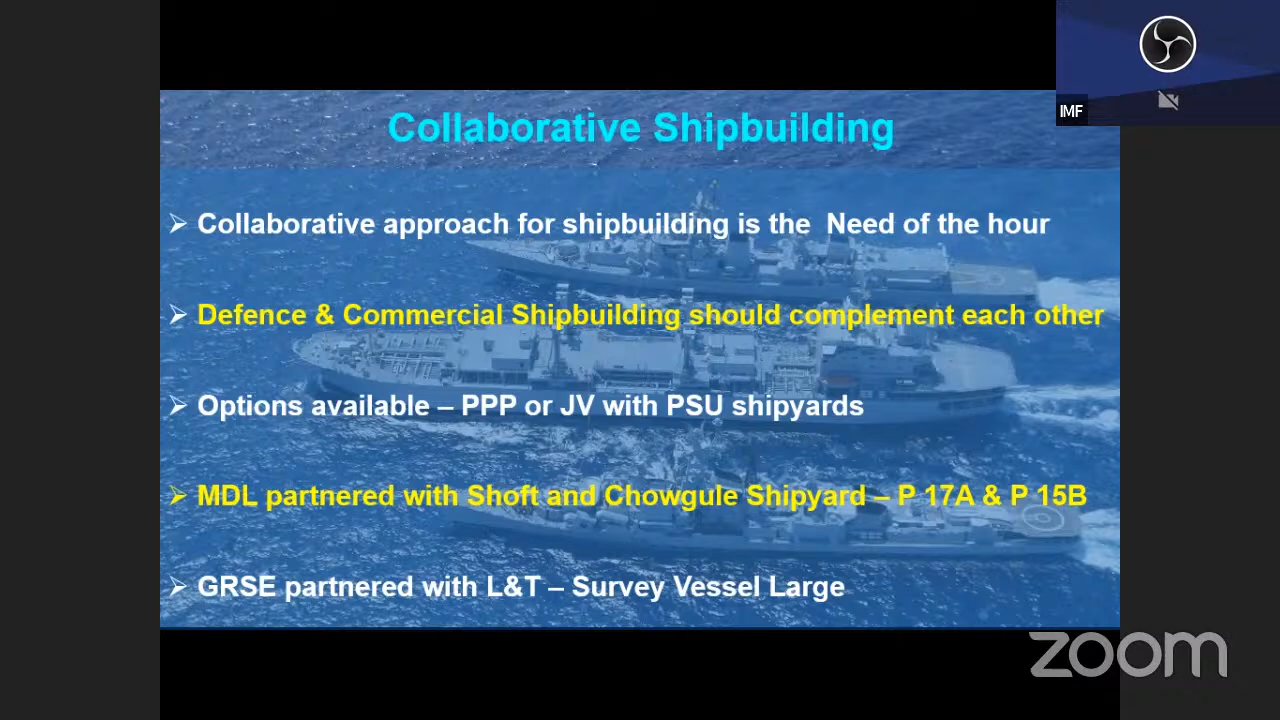 IMF
Collaborative Shipbuilding
Collaborative approach for shipbuilding is the Need of the hour
Defence & Commercial Shipbuilding should complement each other
Options available – PPP or JV with PSU shipyards
MDL partnered with Shoft and Chowgule Shipyard – P 17A & P 15B
GRSE partnered with L&T – Survey Vessel Large
zoom